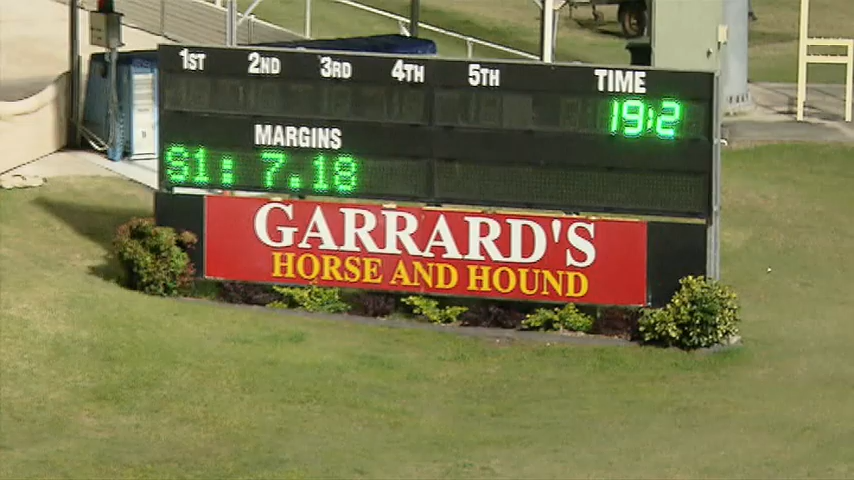 1ST 2ND 3RD 4TH 5TH TIME
19:2
MARGINS
S1: 7.18
GARRARD'S
HORSE AND HOUND